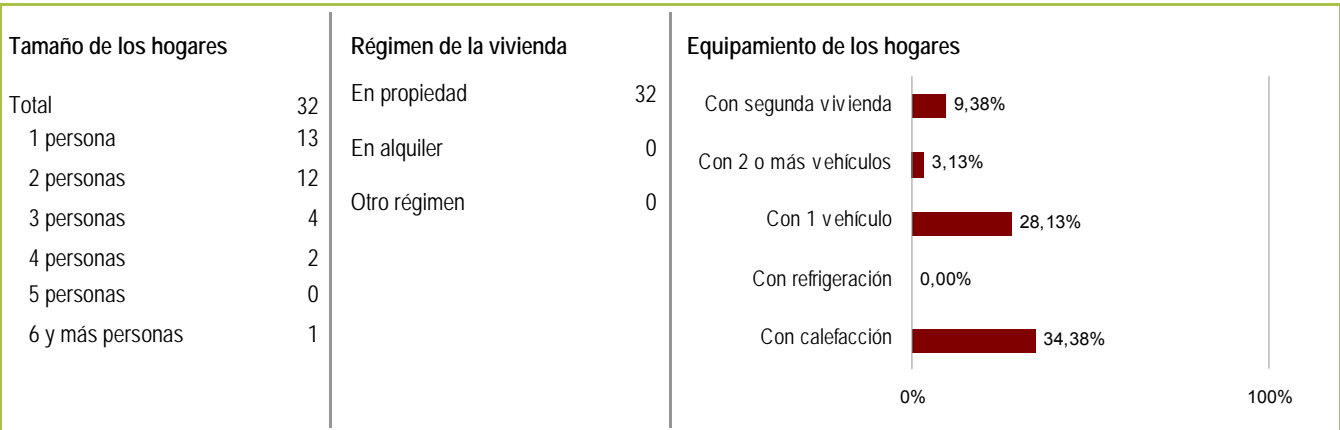 Tamaño de los hogares
Total 32
1 persona 13
2 personas 12
3 personas 4
4 personas 2
5 personas 0
6 y más personas 1
Régimen de la vivienda
En propiedad 32
En alquiler 0
Otro régimen 0
Equipamiento de los hogares
Con segunda vivienda 9,38%
Con 2 o más vehículos 3,13%
Con 1 vehículo 28,13%
Con refrigeración 0,00%
Con calefacción 34,38%
0% 100%